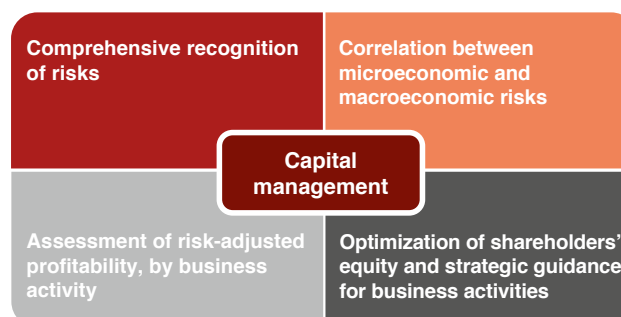 Comprehensive recognition
of risks
Correlation between
microeconomic and
macroeconomic risks
Capital
management
Assessment of risk-adjusted
profitability, by business
activity
Optimization of shareholders’
equity and strategic guidance
for business activities